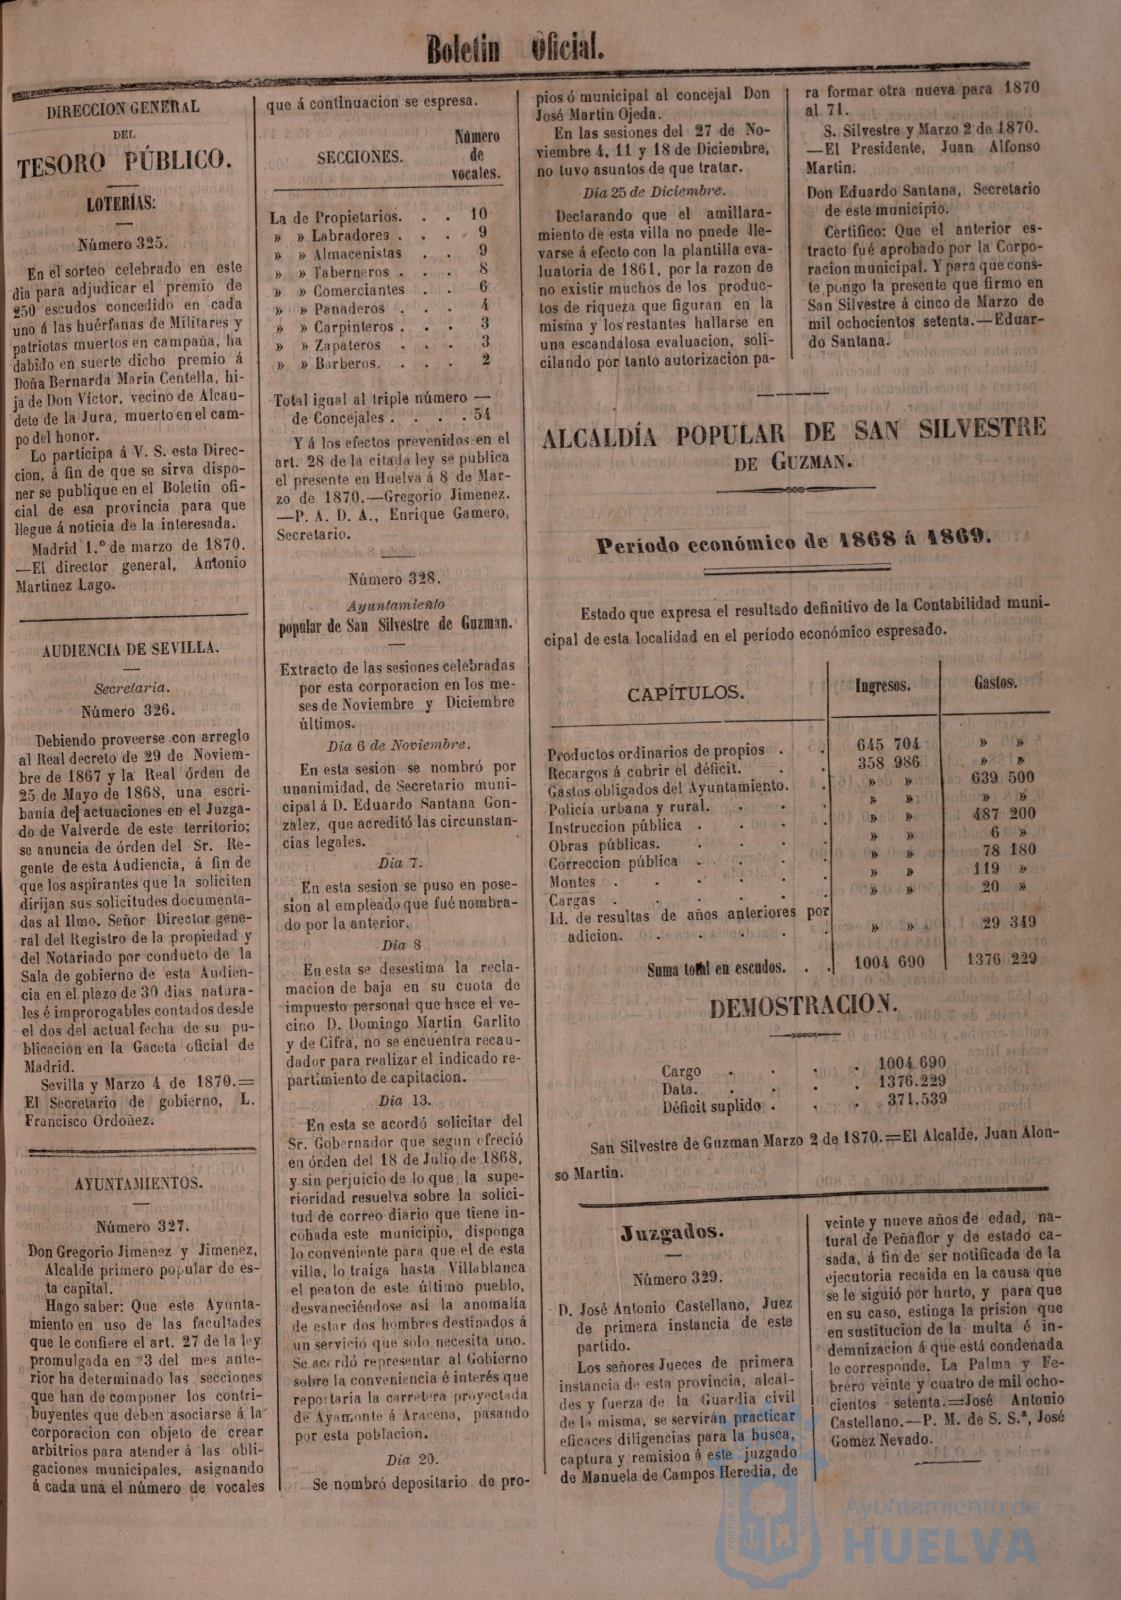 Boletin Oficial.
DIRECCION GENERAL
DEL
TESORO PÚBLICO.
LOTERÍAS:
Número 325.
En el sorteo celebrado en este
dia para adjudicar el premio de
250 escudos concedido en cada
uno á las huérfanas de Militares y
patriotas muertos en campaña, ha
dabido en suerte dicho premio á
Doña Bernarda Maria Centella, hi-
ja de Don Victor, vecino de Alcau-
dete de la Jura, muerto en el cam-
po del honor.
Lo participa á V. S. esta Direc-
cion, á fin de que se sirva dispo-
ner se publique en el Boletin ofi-
cial de esa provincia para que
llegue á noticia de la interesada.
Madrid 1.º de marzo de 1870.
—El director general, Antonio
Martinez Lago.
AUDIENCIA DE SEVILLA.
Secretaria.
Número 326.
Debiendo proveerse con arreglo
al Real decreto de 29 de Noviem-
bre de 1867 y la Real órden de
25 de Mayo de 1868, una escri-
bania de actuaciones en el Juzga-
do de Valverde de este territorio;
se anuncia de órden del Sr. Re-
gente de esta Audiencia, á fin de
que los aspirantes que la soliciten
dirijan sus solicitudes documenta-
das al Ilmo. Señor Director gene-
ral del Registro de la propiedad y
del Notariado por conducto de la
Sala de gobierno de esta Audien-
cia en el plazo de 30 dias natura-
les é improrogables contados desde
el dos del actual fecha de su pu-
blicacion en la Gaceta oficial de
Madrid.
Sevilla y Marzo 4 de 1870.=
El Secretario de gobierno, L.
Francisco Ordoñez.
AYUNTAMIENTOS.
Número 327.
Don Gregorio Jimenez y Jimenez,
Alcalde primero popular de es-
ta capital.
Hago saber: Que este Ayunta-
miento en uso de las facultades
que le confiere el art. 27 de la ley
promulgada en 23 del mes ante-
rior ha determinado las secciones
que han de componer los contri-
buyentes que deben asociarse á la
corporacion con objeto de crear
arbitrios para atender á las obli-
gaciones municipales, asignando
á cada una el número de vocales
que á continuacion se espresa.
SECCIONES. Número de vocales.
La de Propietarios. . . 10
» » Labradores . . . 9
» » Almacenistas . . 9
» » Taberneros . . . 8
» » Comerciantes . . 6
» » Panaderos . . . 4
» » Carpinteros . . . 3
» » Zapateros . . . 3
» » Barberos. . . . 2
Total igual al triple número —
de Concejales . . . . 54
Y á los efectos prevenidos en el
art. 28 de la citada ley se publica
el presente en Huelva á 8 de Mar-
zo de 1870.—Gregorio Jimenez.
—P. A. D. A., Enrique Gamero,
Secretario.
Número 328.
Ayuntamiento
popular de San Silvestre de Guzman.
Extracto de las sesiones celebradas
por esta corporacion en los me-
ses de Noviembre y Diciembre
últimos.
Dia 6 de Noviembre.
En esta sesion se nombró por
unanimidad, de Secretario muni-
cipal á D. Eduardo Santana Gon-
zalez, que acreditó las circunstan-
cias legales.
Dia 7.
En esta sesion se puso en pose-
sion al empleado que fué nombra-
do por la anterior.
Dia 8.
En esta se desestima la recla-
macion de baja en su cuota de
impuesto personal que hace el ve-
cino D. Domingo Martin Garlito
y de Cifra, no se encuentra recau-
dador para realizar el indicado re-
partimiento de capitacion.
Dia 13.
En esta se acordó solicitar del
Sr. Gobernador que segun ofreció
en órden del 18 de Julio de 1868,
y sin perjuicio de lo que la supe-
rioridad resuelva sobre la solici-
tud de correo diario que tiene in-
cohada este municipio, disponga
lo conveniente para que el de esta
villa, lo traiga hasta Villablanca
el peaton de este último pueblo,
desvaneciéndose así la anomalía
de estar dos hombres destinados á
un servicio que solo necesita uno.
Se acordó representar al Gobierno
sobre la conveniencia é interés que
reportaria la carretera proyectada
de Ayamonte á Aracena, pasando
por esta poblacion.
Dia 20.
Se nombró depositario de pro-
pios ó municipal al concejal Don
José Martin Ojeda.
En las sesiones del 27 de No-
viembre 4, 11 y 18 de Diciembre,
no tuvo asuntos de que tratar.
Dia 25 de Diciembre.
Declarando que el amillara-
miento de esta villa no puede lle-
varse á efecto con la plantilla eva-
luatoria de 1861, por la razon de
no existir muchos de los produc-
tos de riqueza que figuran en la
misma y los restantes hallarse en
una escandalosa evaluacion, soli-
cilando por tanto autorizacion pa-
ra formar otra nueva para 1870
al 71.
S. Silvestre y Marzo 2 de 1870.
—El Presidente, Juan Alfonso
Martin.
Don Eduardo Santana, Secretario
de este municipio.
Certifico: Que el anterior es-
tracto fué aprobado por la Corpo-
racion municipal. Y para que cons-
te pongo la presente que firmo en
San Silvestre á cinco de Marzo de
mil ochocientos setenta.—Eduar-
do Santana.
ALCALDÍA POPULAR DE SAN SILVESTRE
DE GUZMAN.
Período económico de 1868 á 1869.
Estado que expresa el resultado definitivo de la Contabilidad muni-
cipal de esta localidad en el período económico espresado.
CAPÍTULOS. Ingresos. Gastos.
Productos ordinarios de propios . . 645 704 » »
Recargos á cubrir el déficit. . . 358 986 » »
Gastos obligados del Ayuntamiento. . » » 639 500
Policía urbana y rural. . . . » » » »
Instruccion pública . . . . » » 487 200
Obras públicas. . . . . » » 6 »
Correccion pública . . . . » » 78 180
Montes . . . . . » » 119 »
Cargas . . . . . » » 20 »
Id. de resultas de años anteriores por
adicion. . . . . » » 29 349
Suma total en escudos. . . 1004 690 1376 229
DEMOSTRACION.
Cargo . . . . 1004.690
Data. . . . . 1376.229
Déficit suplido . . . . 371.539
San Silvestre de Guzman Marzo 2 de 1870.=El Alcalde, Juan Alon-
so Martin.
Juzgados.
Número 329.
D. José Antonio Castellano, Juez
de primera instancia de este
partido.
Los señores Jueces de primera
instancia de esta provincia, alcal-
des y fuerza de la Guardia civil
de la misma, se servirán practicar
eficaces diligencias para la busca,
captura y remision á este juzgado
de Manuela de Campos Heredia, de
veinte y nueve años de edad, na-
tural de Peñaflor y de estado ca-
sada, á fin de ser notificada de la
ejecutoria recaida en la causa que
se le siguió por hurto, y para que
en su caso, estinga la prision que
en sustitucion de la multa é in-
demnizacion á que está condenada
le corresponde. La Palma y Fe-
brero veinte y cuatro de mil ocho-
cientos setenta.=José Antonio
Castellano.—P. M. de S. S.ª, José
Gomez Nevado.
Ayuntamiento de
HUELVA